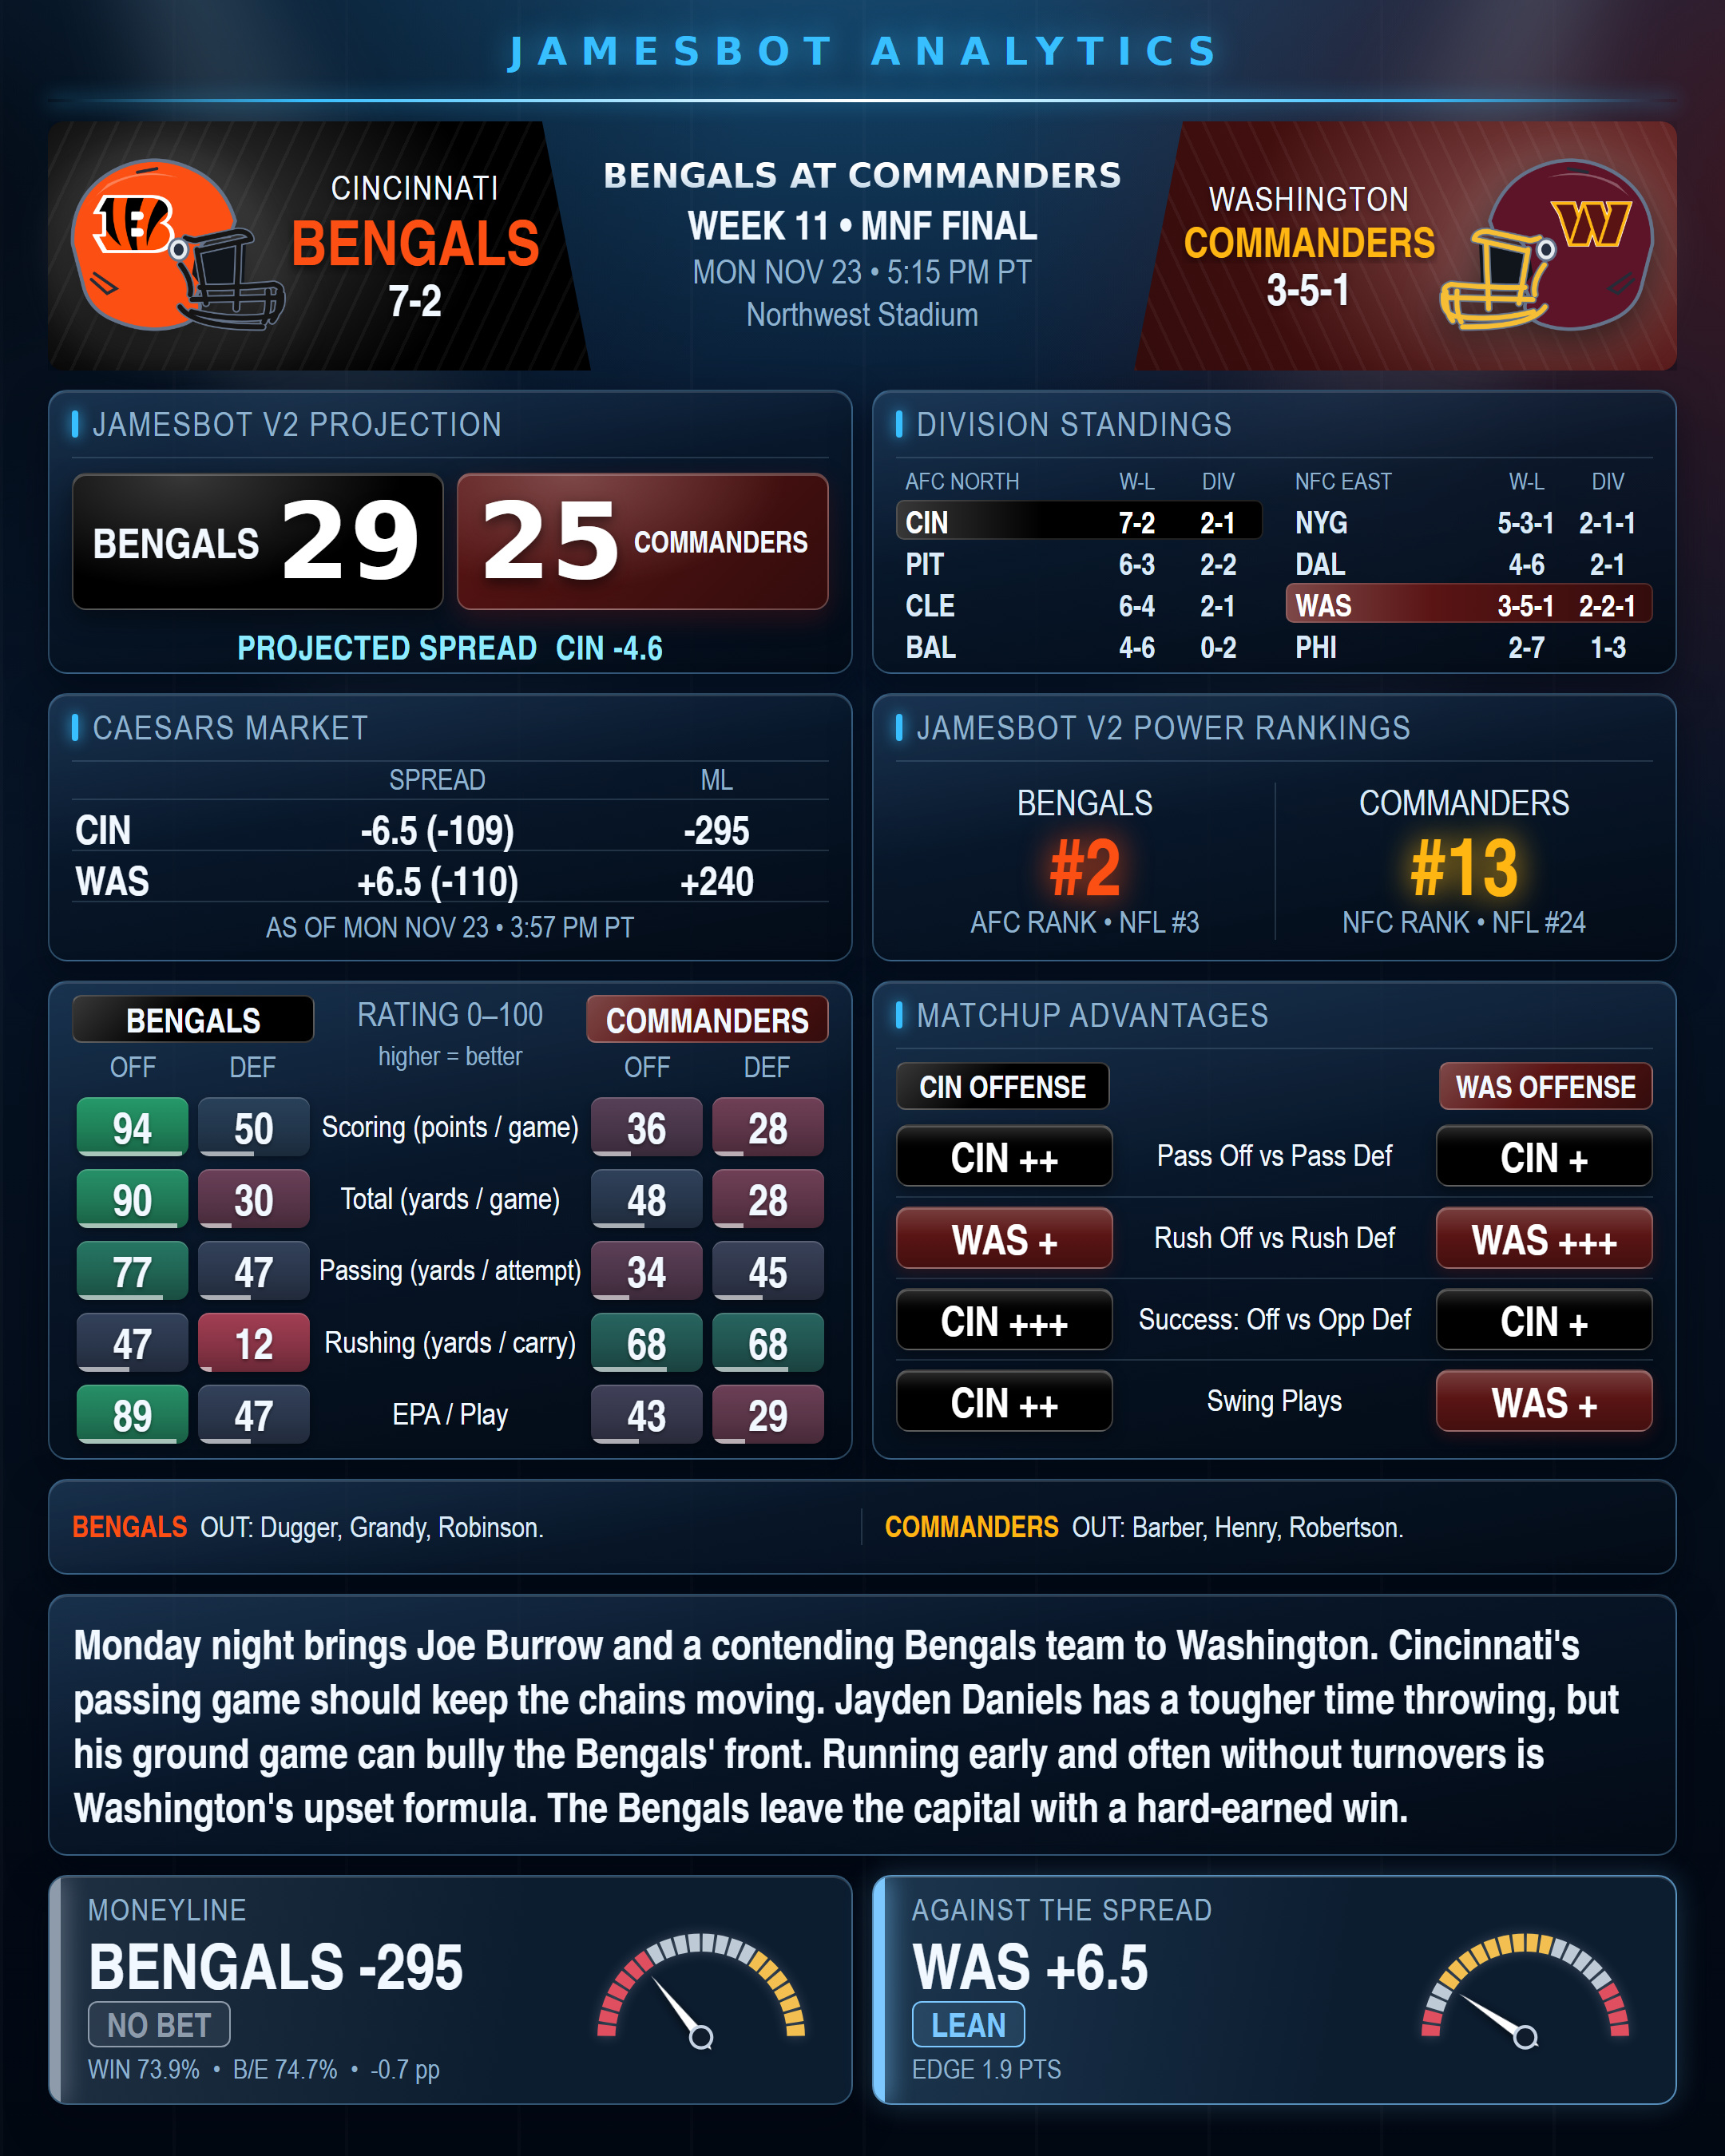 JAMESBOT ANALYTICS
CINCINNATI
BENGALS
7-2
BENGALS AT COMMANDERS
WEEK 11 • MNF FINAL
MON NOV 23 • 5:15 PM PT
Northwest Stadium
WASHINGTON
COMMANDERS
3-5-1
JAMESBOT V2 PROJECTION
BENGALS 29
25 COMMANDERS
PROJECTED SPREAD CIN -4.6
DIVISION STANDINGS
AFC NORTH W-L DIV
CIN 7-2 2-1
PIT 6-3 2-2
CLE 6-4 2-1
BAL 4-6 0-2
NFC EAST W-L DIV
NYG 5-3-1 2-1-1
DAL 4-6 2-1
WAS 3-5-1 2-2-1
PHI 2-7 1-3
CAESARS MARKET
SPREAD ML
CIN -6.5 (-109) -295
WAS +6.5 (-110) +240
AS OF MON NOV 23 • 3:57 PM PT
JAMESBOT V2 POWER RANKINGS
BENGALS
#2
AFC RANK • NFL #3
COMMANDERS
#13
NFC RANK • NFL #24
BENGALS RATING 0–100 COMMANDERS
higher = better
OFF DEF OFF DEF
94 50 Scoring (points / game) 36 28
90 30 Total (yards / game) 48 28
77 47 Passing (yards / attempt) 34 45
47 12 Rushing (yards / carry) 68 68
89 47 EPA / Play 43 29
MATCHUP ADVANTAGES
CIN OFFENSE WAS OFFENSE
CIN ++ Pass Off vs Pass Def CIN +
WAS + Rush Off vs Rush Def WAS +++
CIN +++ Success: Off vs Opp Def CIN +
CIN ++ Swing Plays WAS +
BENGALS OUT: Dugger, Grandy, Robinson.
COMMANDERS OUT: Barber, Henry, Robertson.
Monday night brings Joe Burrow and a contending Bengals team to Washington. Cincinnati's
passing game should keep the chains moving. Jayden Daniels has a tougher time throwing, but
his ground game can bully the Bengals' front. Running early and often without turnovers is
Washington's upset formula. The Bengals leave the capital with a hard-earned win.
MONEYLINE
BENGALS -295
NO BET
WIN 73.9% • B/E 74.7% • -0.7 pp
AGAINST THE SPREAD
WAS +6.5
LEAN
EDGE 1.9 PTS